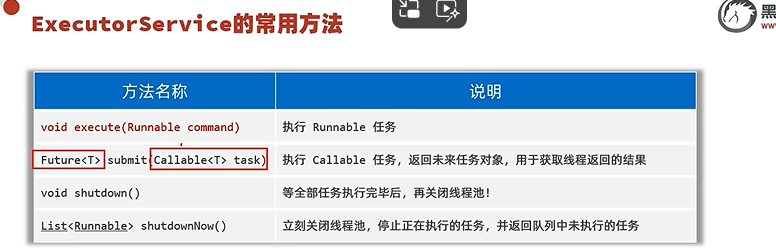 ExecutorService的常用方法
黑
www
方法名称
说明
void execute(Runnable command)
执行 Runnable 任务
Future<T> submit(Callable<T> task)
执行 Callable 任务，返回未来任务对象，用于获取线程返回的结果
void shutdown()
等全部任务执行完毕后，再关闭线程池！
List<Runnable> shutdownNow()
立刻关闭线程池，停止正在执行的任务，并返回队列中未执行的任务